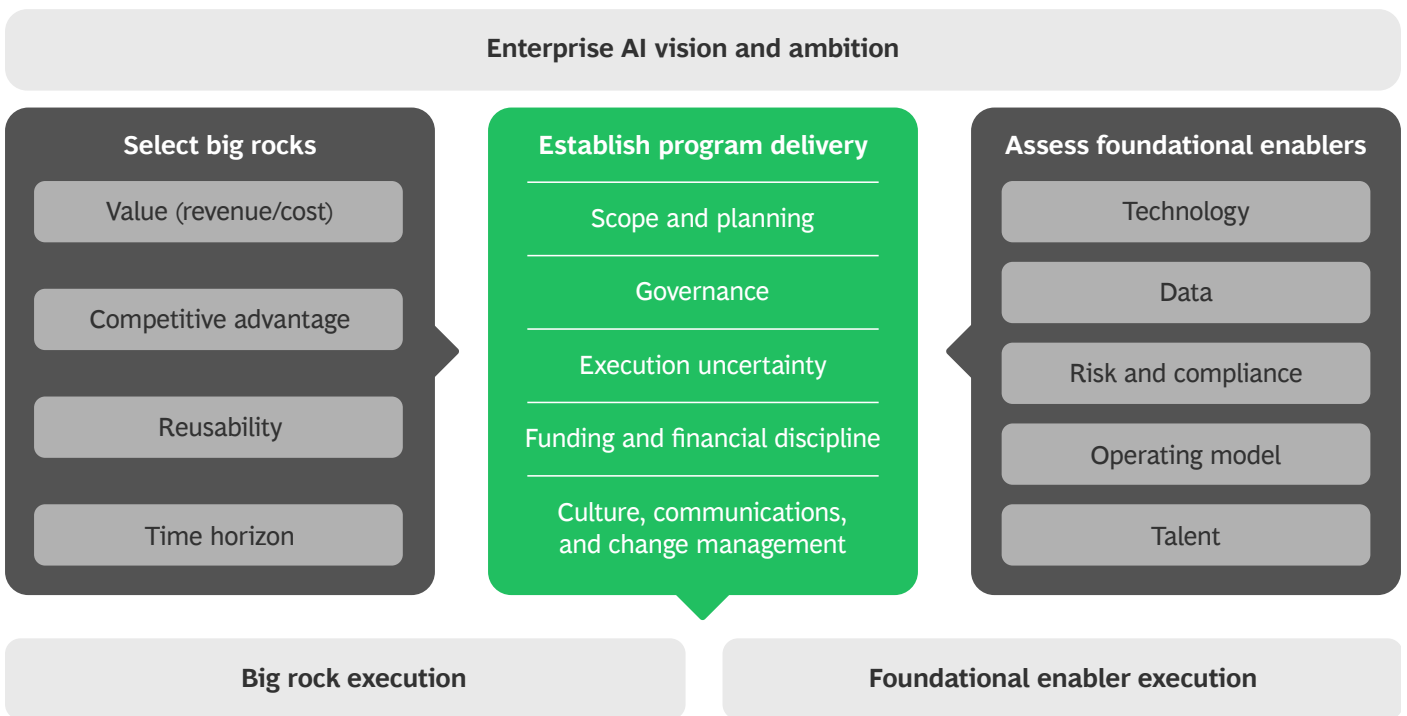 Enterprise AI vision and ambition
Select big rocks
Value (revenue/cost)
Competitive advantage
Reusability
Time horizon
Establish program delivery
Scope and planning
Governance
Execution uncertainty
Funding and financial discipline
Culture, communications,
and change management
Assess foundational enablers
Technology
Data
Risk and compliance
Operating model
Talent
Big rock execution
Foundational enabler execution